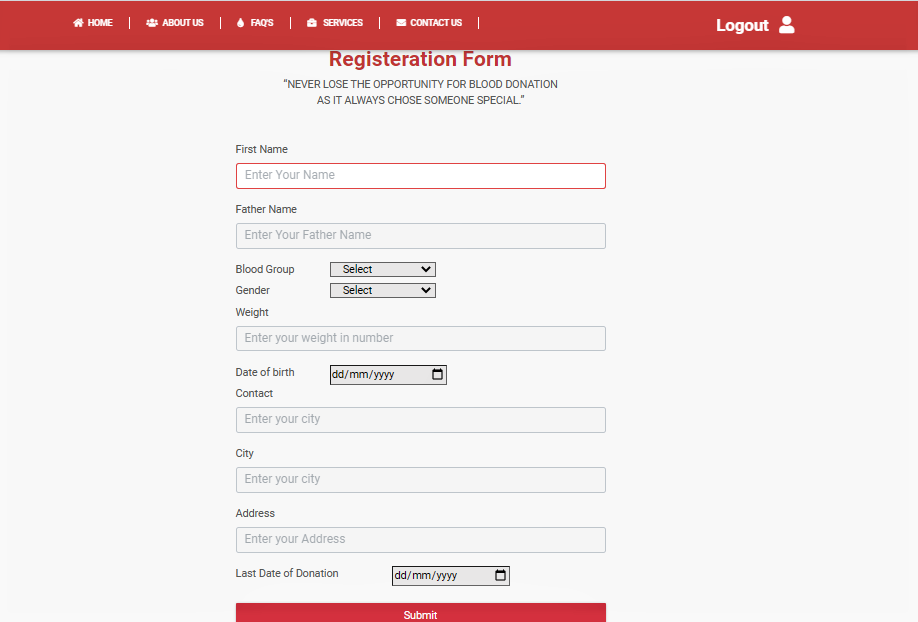 HOME | ABOUT US | FAQ'S | SERVICES | CONTACT US |
Logout
Registeration Form
“NEVER LOSE THE OPPORTUNITY FOR BLOOD DONATION
AS IT ALWAYS CHOSE SOMEONE SPECIAL.”
First Name
Enter Your Name
Father Name
Enter Your Father Name
Blood Group Select
Gender Select
Weight
Enter your weight in number
Date of birth dd/mm/yyyy
Contact
Enter your city
City
Enter your city
Address
Enter your Address
Last Date of Donation dd/mm/yyyy
Submit